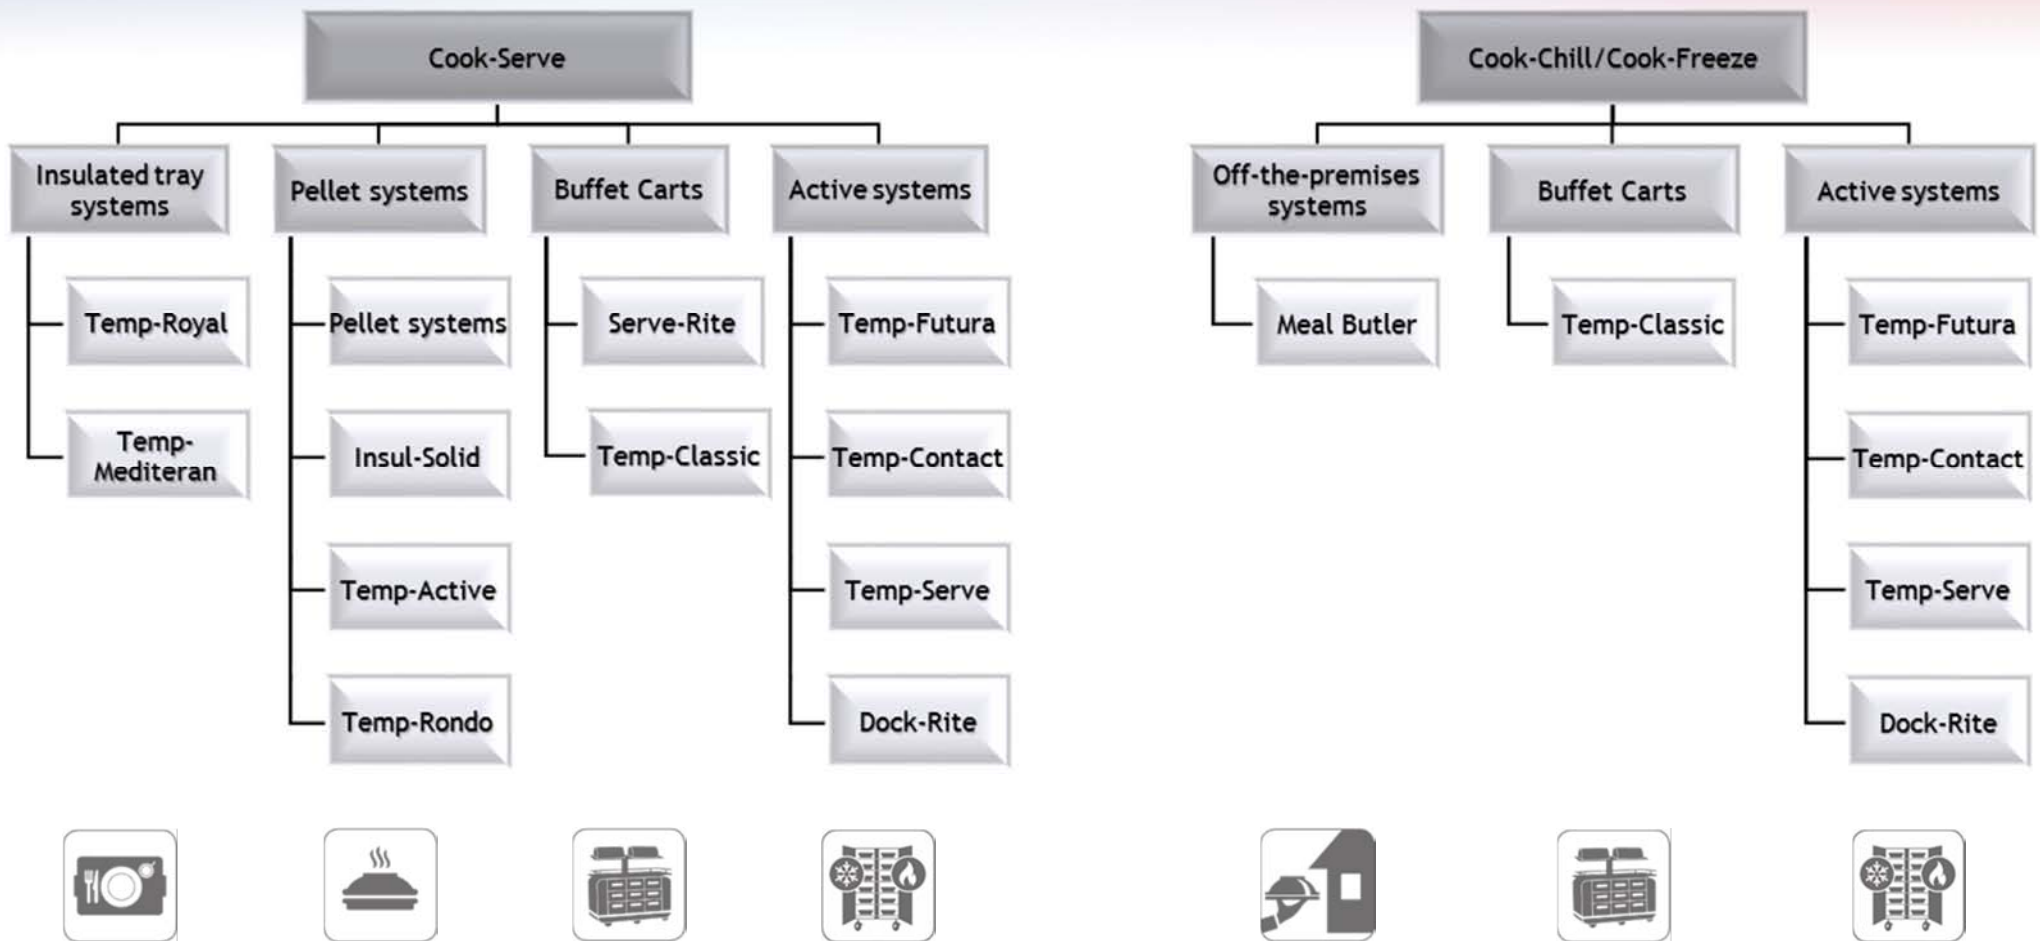 Cook-Serve
Insulated tray
systems
Pellet systems
Buffet Carts
Active systems
Temp-Royal
Temp-
Mediteran
Pellet systems
Insul-Solid
Temp-Active
Temp-Rondo
Serve-Rite
Temp-Classic
Temp-Futura
Temp-Contact
Temp-Serve
Dock-Rite
Cook-Chill/Cook-Freeze
Off-the-premises
systems
Buffet Carts
Active systems
Meal Butler
Temp-Classic
Temp-Futura
Temp-Contact
Temp-Serve
Dock-Rite